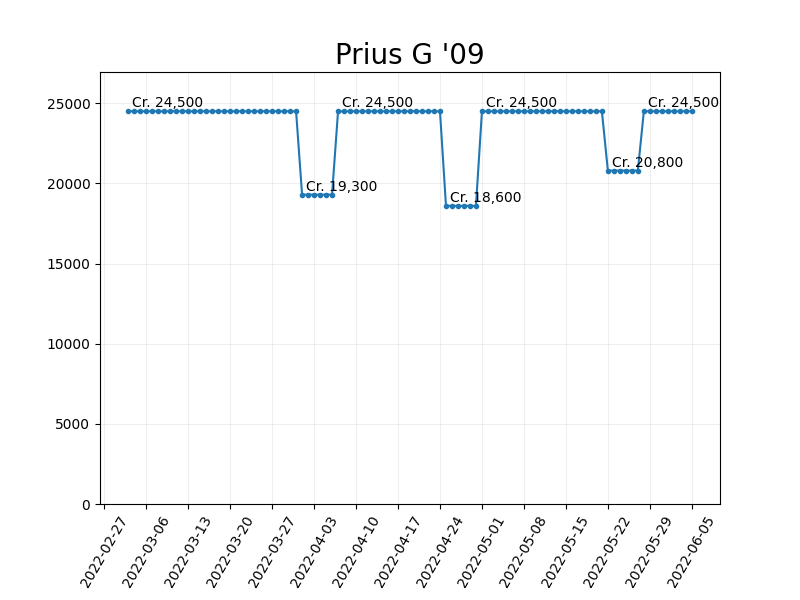 Prius G '09
25000
20000
15000
10000
5000
0
Cr. 24,500
Cr. 24,500
Cr. 24,500
Cr. 24,500
Cr. 19,300
Cr. 18,600
Cr. 20,800
2022-02-27
2022-03-06
2022-03-13
2022-03-20
2022-03-27
2022-04-03
2022-04-10
2022-04-17
2022-04-24
2022-05-01
2022-05-08
2022-05-15
2022-05-22
2022-05-29
2022-06-05